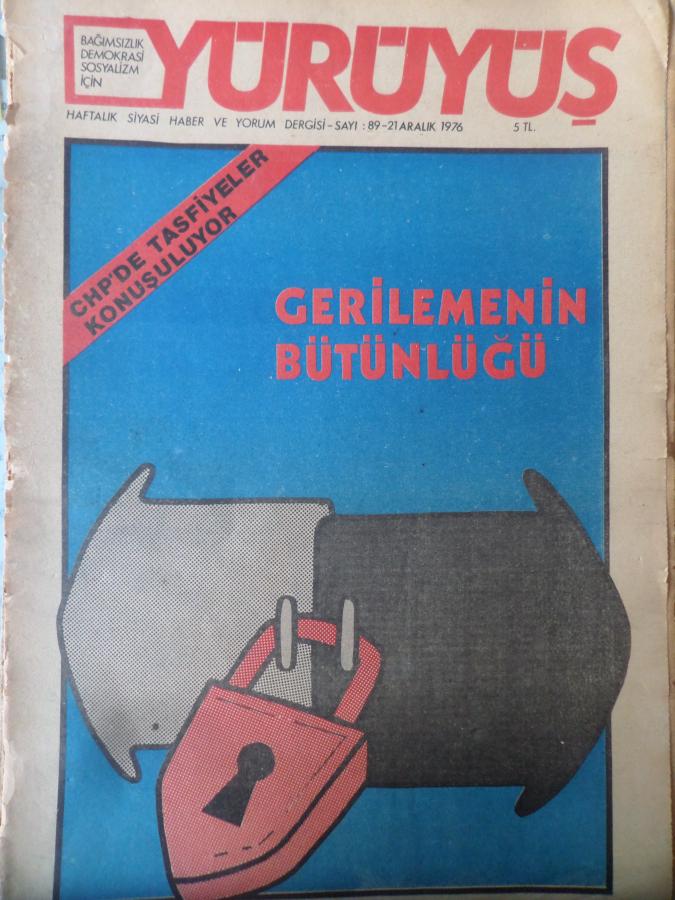 BAĞIMSIZLIK
DEMOKRASİ
SOSYALİZM
İÇİN
YÜRÜYÜŞ
HAFTALIK SİYASİ HABER VE YORUM DERGİSİ - SAYI : 89 - 21 ARALIK 1976 5 TL.
CHP'DE TASFİYELER
KONUŞULUYOR
GERİLEMENİN
BÜTÜNLÜĞÜ